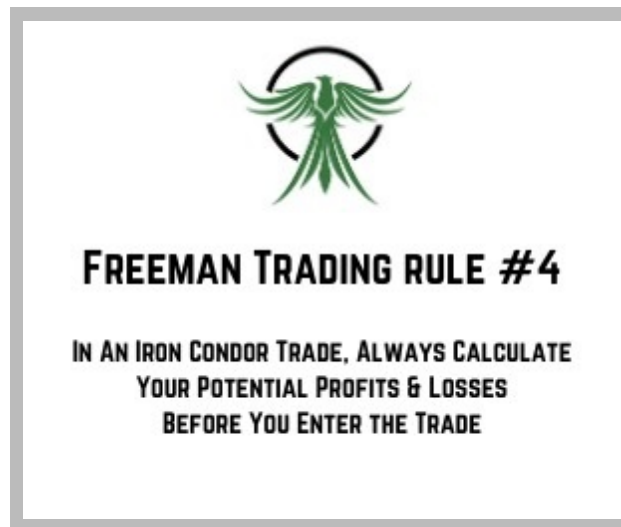 Freeman Trading rule #4
In An Iron Condor Trade, Always Calculate
Your Potential Profits & Losses
Before You Enter the Trade